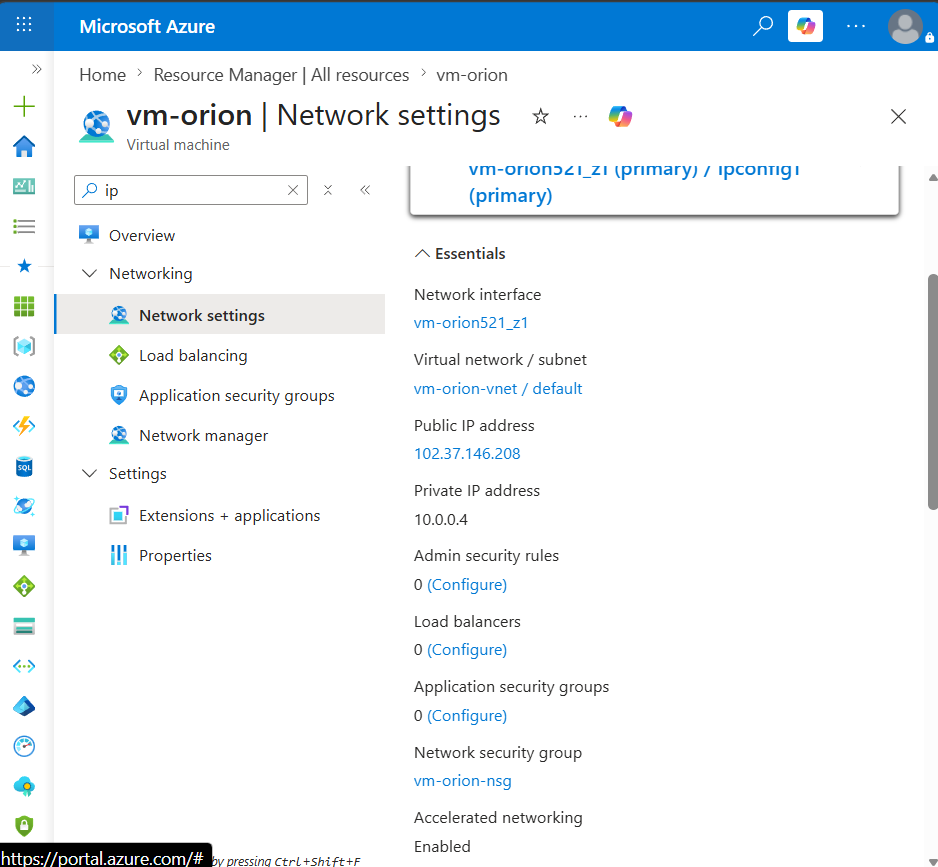 Microsoft Azure
Home > Resource Manager | All resources > vm-orion
vm-orion | Network settings
Virtual machine
ip
Overview
Networking
Network settings
Load balancing
Application security groups
Network manager
Settings
Extensions + applications
Properties
vm-orion521_z1 (primary) / ipconfig1
(primary)
Essentials
Network interface
vm-orion521_z1
Virtual network / subnet
vm-orion-vnet / default
Public IP address
102.37.146.208
Private IP address
10.0.0.4
Admin security rules
0 (Configure)
Load balancers
0 (Configure)
Application security groups
0 (Configure)
Network security group
vm-orion-nsg
Accelerated networking
Enabled
SQL
https://portal.azure.com/#
by pressing Ctrl+Shift+F